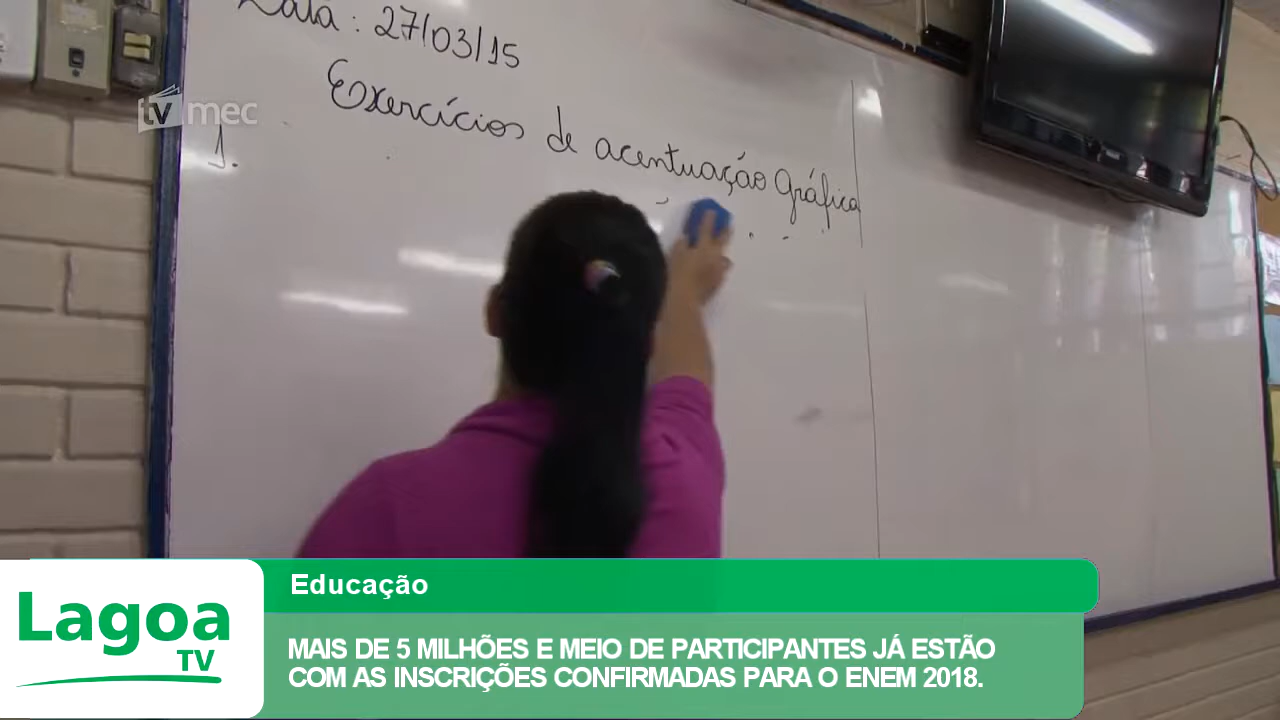 Data: 27/03/15
Exercícios de acentuação Gráfica
tv mec
1.
Educação
Lagoa
TV
MAIS DE 5 MILHÕES E MEIO DE PARTICIPANTES JÁ ESTÃO
COM AS INSCRIÇÕES CONFIRMADAS PARA O ENEM 2018.